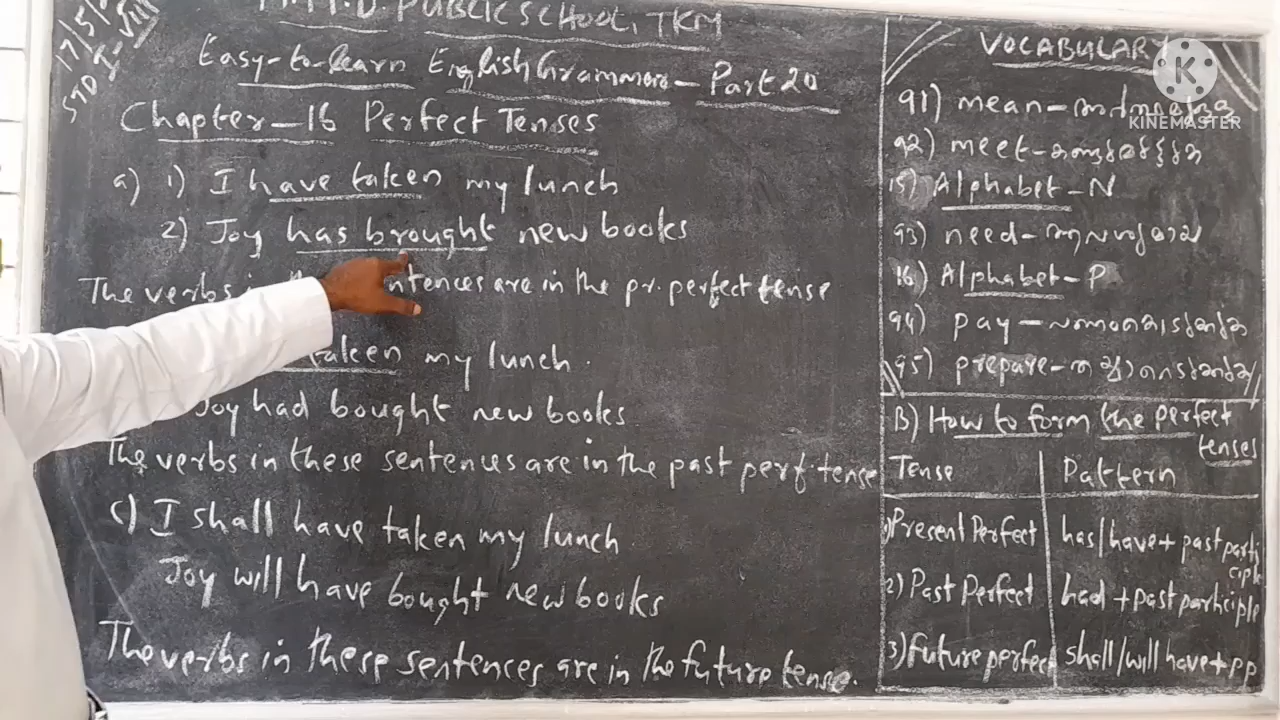 PUBLIC SCHOOL, TKM
17/5/
STD I-VIII
Easy-to-learn English Grammar - Part 20
Chapter-16 Perfect Tenses
a) 1) I have taken my lunch
2) Joy has brought new books
The verbs in ntences are in the pr. perfect tense
taken my lunch.
Joy had bought new books
The verbs in these sentences are in the past perf. tense
c) I shall have taken my lunch
Joy will have bought new books
The verbs in these sentences are in the future tense.
VOCABULARY
KINEMASTER
91) mean -
92) meet - കണ്ടുമുട്ടുക
15) Alphabet - N
93) need -
16) Alphabet - P
94) pay -
95) prepare - തയ്യാറെടുക്കുക
B) How to form the perfect
tenses
Tense Pattern
1) Present Perfect has/have + past parti
ciple
2) Past Perfect had + past participle
3) future perfect shall/will have + pp